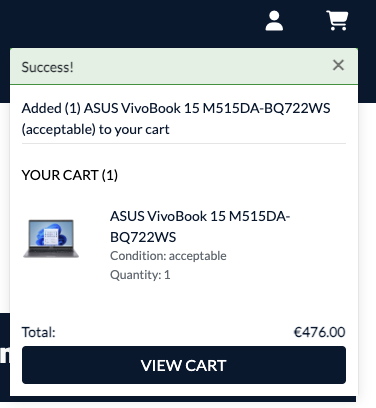 Success!
Added (1) ASUS VivoBook 15 M515DA-BQ722WS
(acceptable) to your cart
YOUR CART (1)
ASUS VivoBook 15 M515DA-
BQ722WS
Condition: acceptable
Quantity: 1
Total: €476.00
VIEW CART